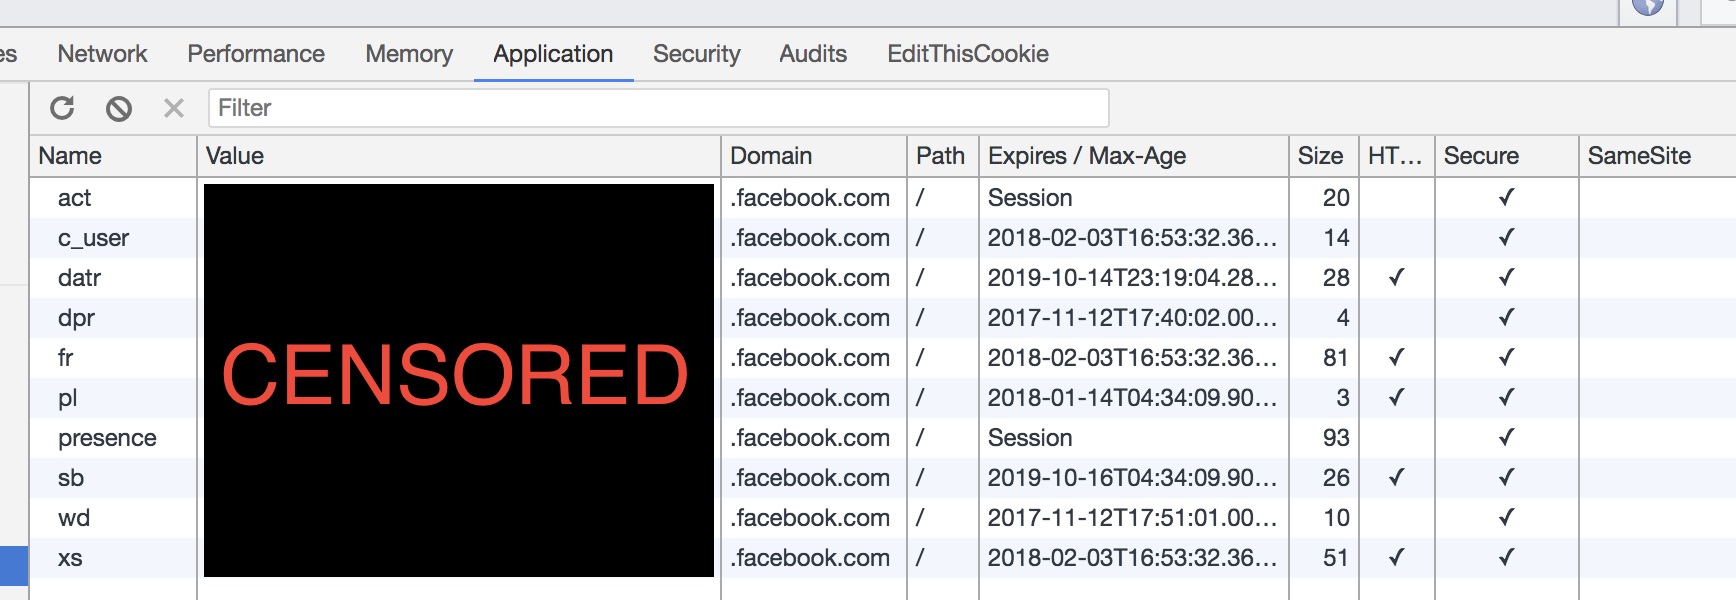 es Network Performance Memory Application Security Audits EditThisCookie
Filter
Name Value Domain Path Expires / Max-Age Size HT... Secure SameSite
act .facebook.com / Session 20 ✓
c_user .facebook.com / 2018-02-03T16:53:32.36... 14 ✓
datr .facebook.com / 2019-10-14T23:19:04.28... 28 ✓ ✓
dpr .facebook.com / 2017-11-12T17:40:02.00... 4 ✓
fr .facebook.com / 2018-02-03T16:53:32.36... 81 ✓ ✓
CENSORED
pl .facebook.com / 2018-01-14T04:34:09.90... 3 ✓ ✓
presence .facebook.com / Session 93 ✓
sb .facebook.com / 2019-10-16T04:34:09.90... 26 ✓ ✓
wd .facebook.com / 2017-11-12T17:51:01.00... 10 ✓
xs .facebook.com / 2018-02-03T16:53:32.36... 51 ✓ ✓